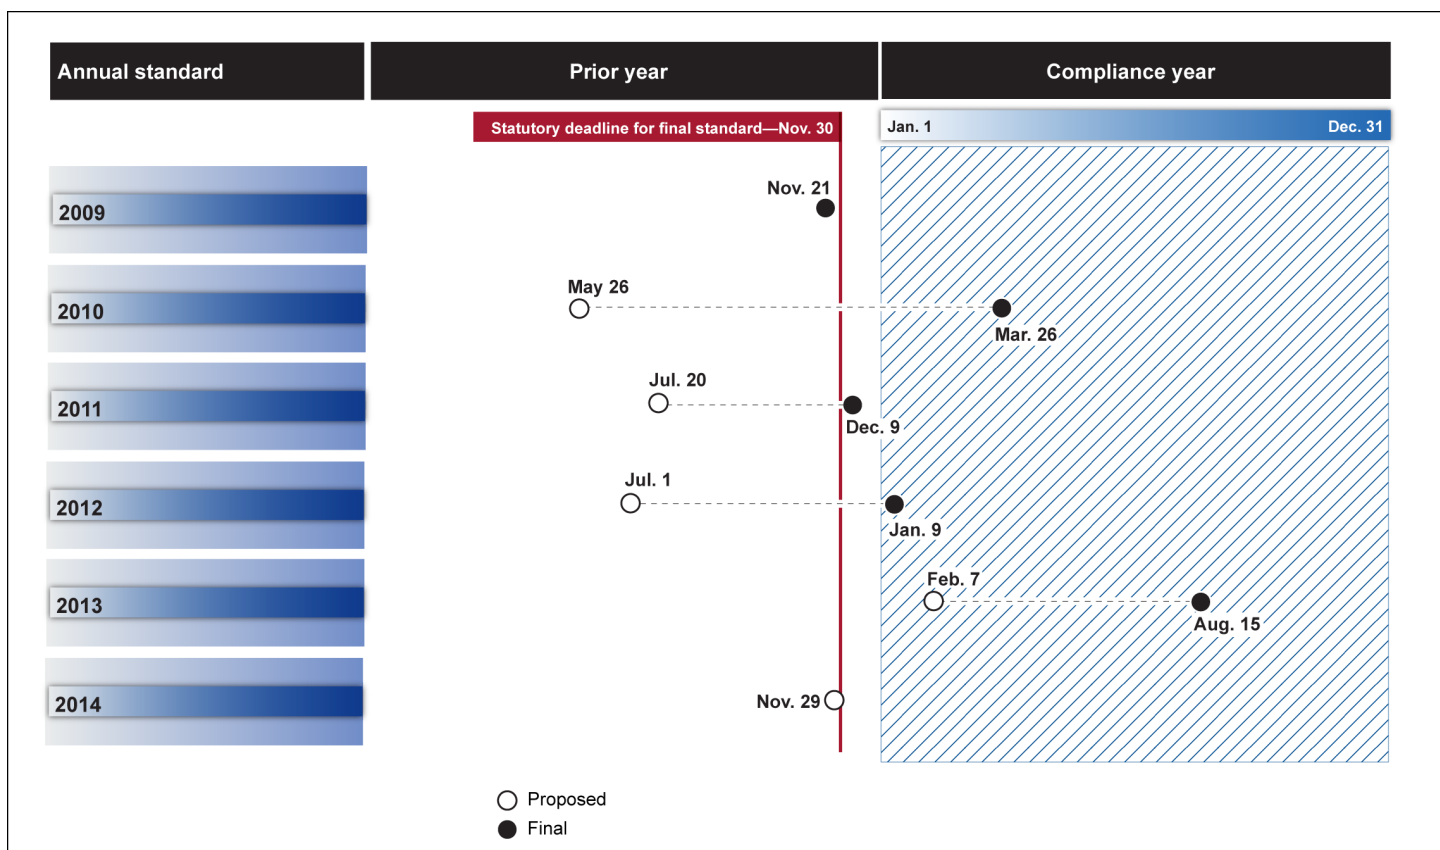 Annual standard
Prior year
Compliance year
Statutory deadline for final standard—Nov. 30
Jan. 1
Dec. 31
2009
Nov. 21
2010
May 26
Mar. 26
2011
Jul. 20
Dec. 9
2012
Jul. 1
Jan. 9
2013
Feb. 7
Aug. 15
2014
Nov. 29
Proposed
Final